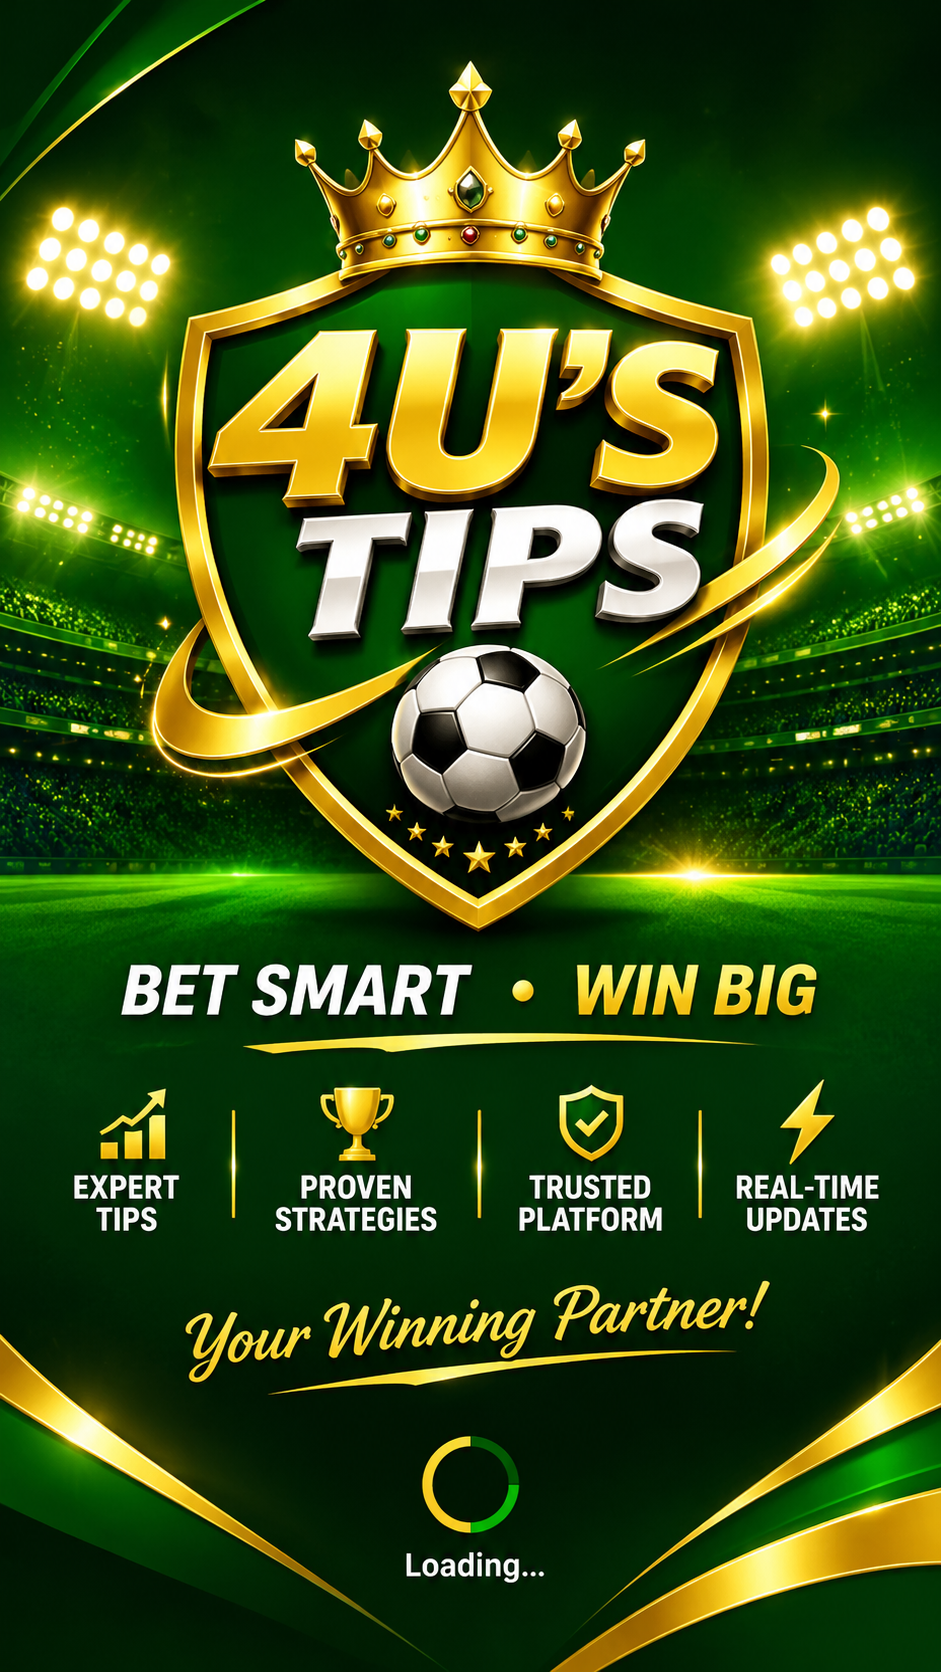 4U'S
TIPS
BET SMART • WIN BIG
EXPERT
TIPS
PROVEN
STRATEGIES
TRUSTED
PLATFORM
REAL-TIME
UPDATES
Your Winning Partner!
Loading...